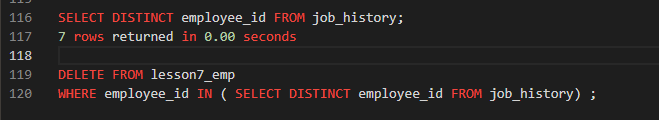 116 SELECT DISTINCT employee_id FROM job_history;
117 7 rows returned in 0.00 seconds
118
119 DELETE FROM lesson7_emp
120 WHERE employee_id IN ( SELECT DISTINCT employee_id FROM job_history) ;